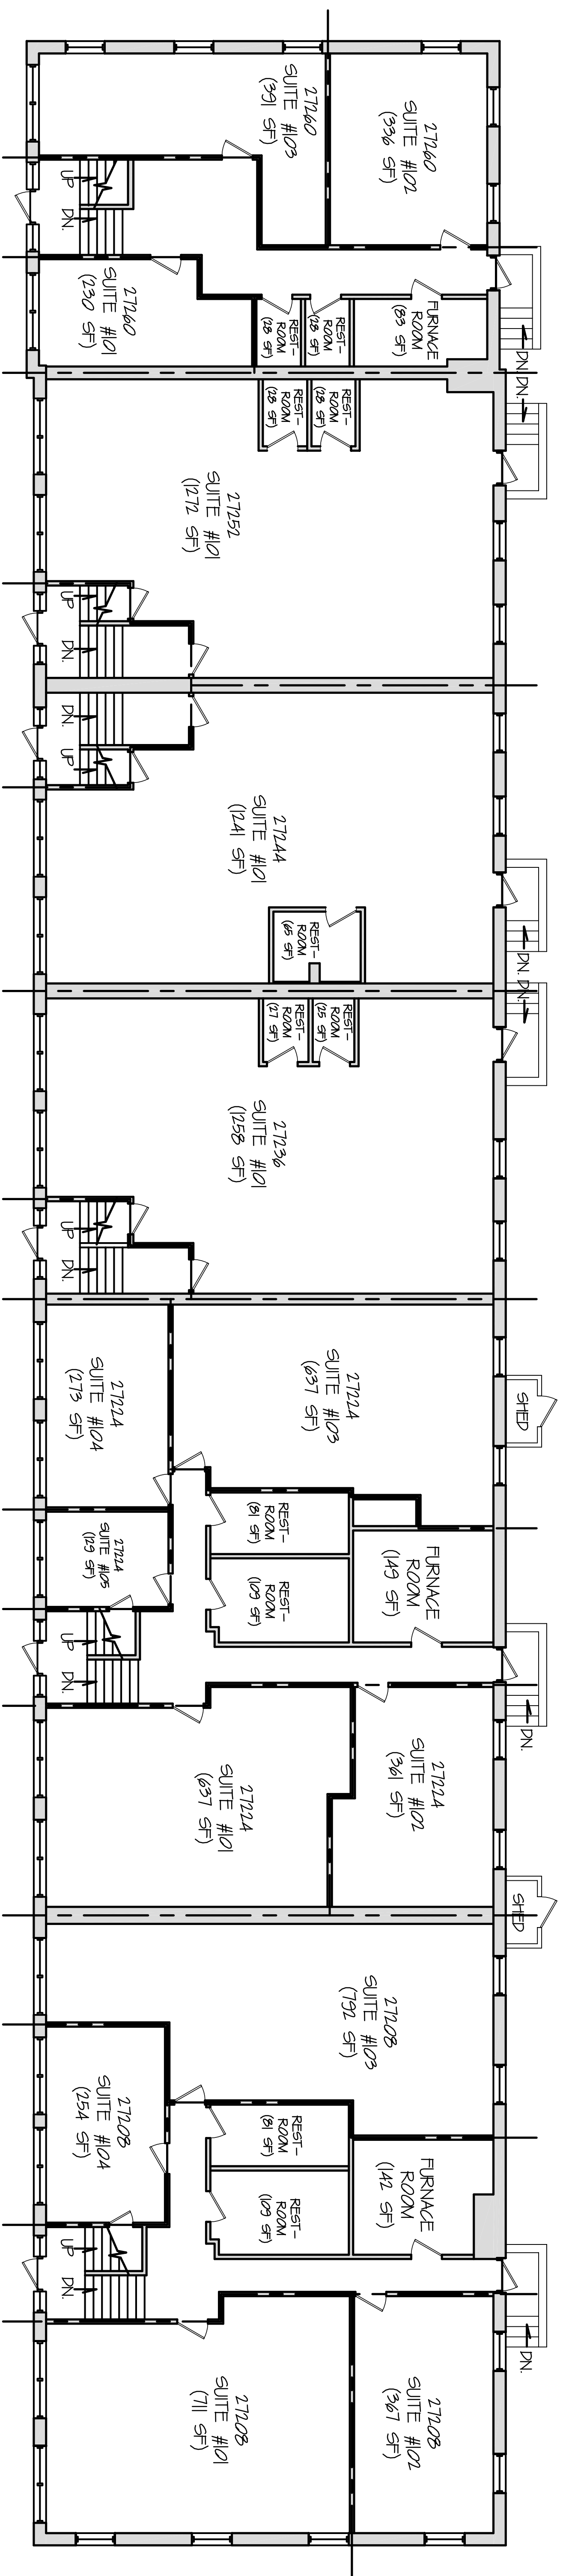 27260
SUITE #103
(391 SF)
27260
SUITE #102
(336 SF)
UP
DN.
27260
SUITE #101
(230 SF)
REST-
ROOM
(28 SF)
REST-
ROOM
(28 SF)
FURNACE
ROOM
(83 SF)
DN.
DN.
REST-
ROOM
(28 SF)
REST-
ROOM
(28 SF)
27252
SUITE #101
(1272 SF)
UP
DN.
DN.
UP
27244
SUITE #101
(1241 SF)
REST-
ROOM
(65 SF)
DN.
DN.
REST-
ROOM
(27 SF)
REST-
ROOM
(25 SF)
27236
SUITE #101
(1258 SF)
UP
DN.
27224
SUITE #104
(273 SF)
27224
SUITE #103
(637 SF)
SHED
27224
SUITE #105
(129 SF)
REST-
ROOM
(81 SF)
REST-
ROOM
(109 SF)
FURNACE
ROOM
(149 SF)
UP
DN.
DN.
27224
SUITE #101
(637 SF)
27224
SUITE #102
(361 SF)
SHED
27208
SUITE #103
(792 SF)
27208
SUITE #104
(254 SF)
REST-
ROOM
(81 SF)
REST-
ROOM
(109 SF)
FURNACE
ROOM
(142 SF)
UP
DN.
DN.
27208
SUITE #101
(711 SF)
27208
SUITE #102
(367 SF)